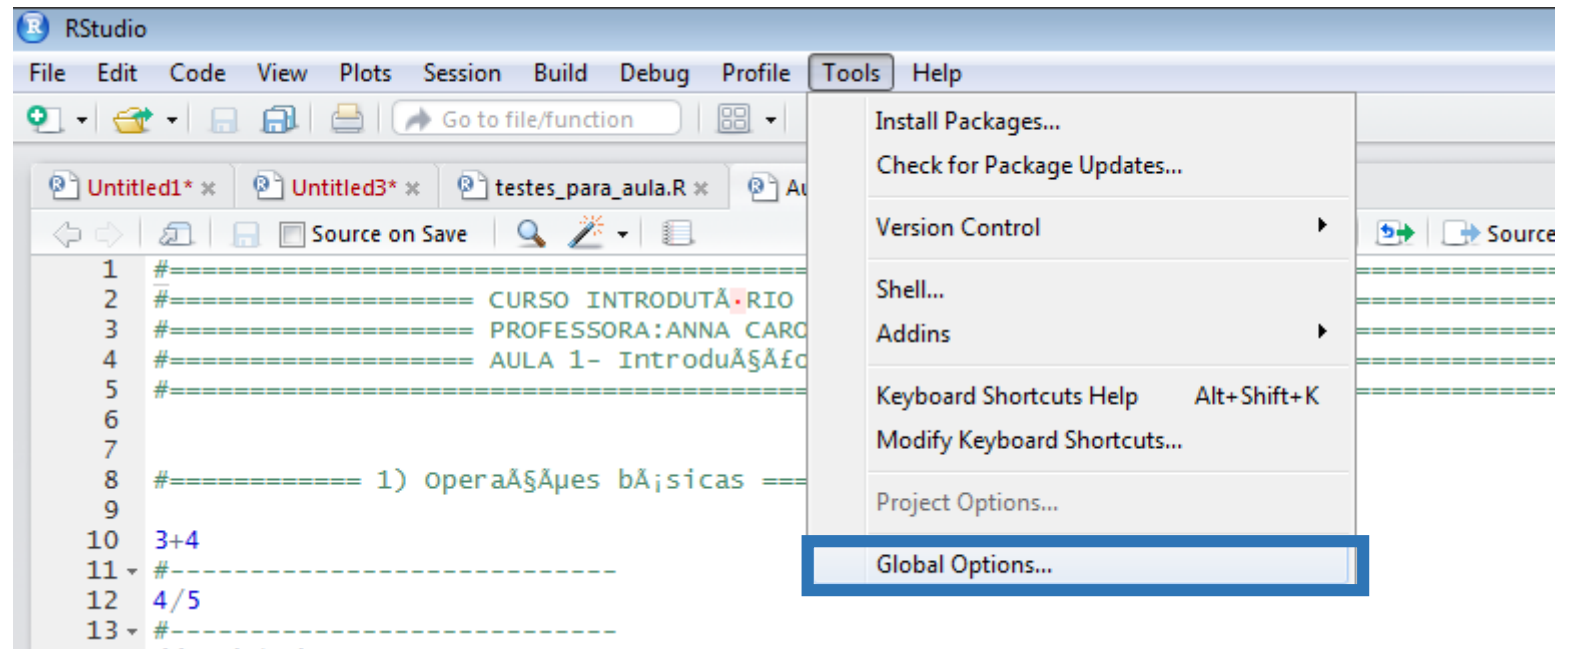 RStudio
File Edit Code View Plots Session Build Debug Profile Tools Help
Go to file/function
Install Packages...
Check for Package Updates...
Version Control
Shell...
Addins
Keyboard Shortcuts Help Alt+Shift+K
Modify Keyboard Shortcuts...
Project Options...
Global Options...
Untitled1* × Untitled3* × testes_para_aula.R × Au
Source on Save Source
1 #=========================================
2 #=================== CURSO INTRODUTÃ·RIO
3 #=================== PROFESSORA:ANNA CARO
4 #=================== AULA 1- IntroduÃ§Ã£o
5 #=========================================
6
7
8 #============ 1) OperaÃ§Ãµes bÃ¡sicas ===
9
10 3+4
11 #----------------------------
12 4/5
13 #----------------------------